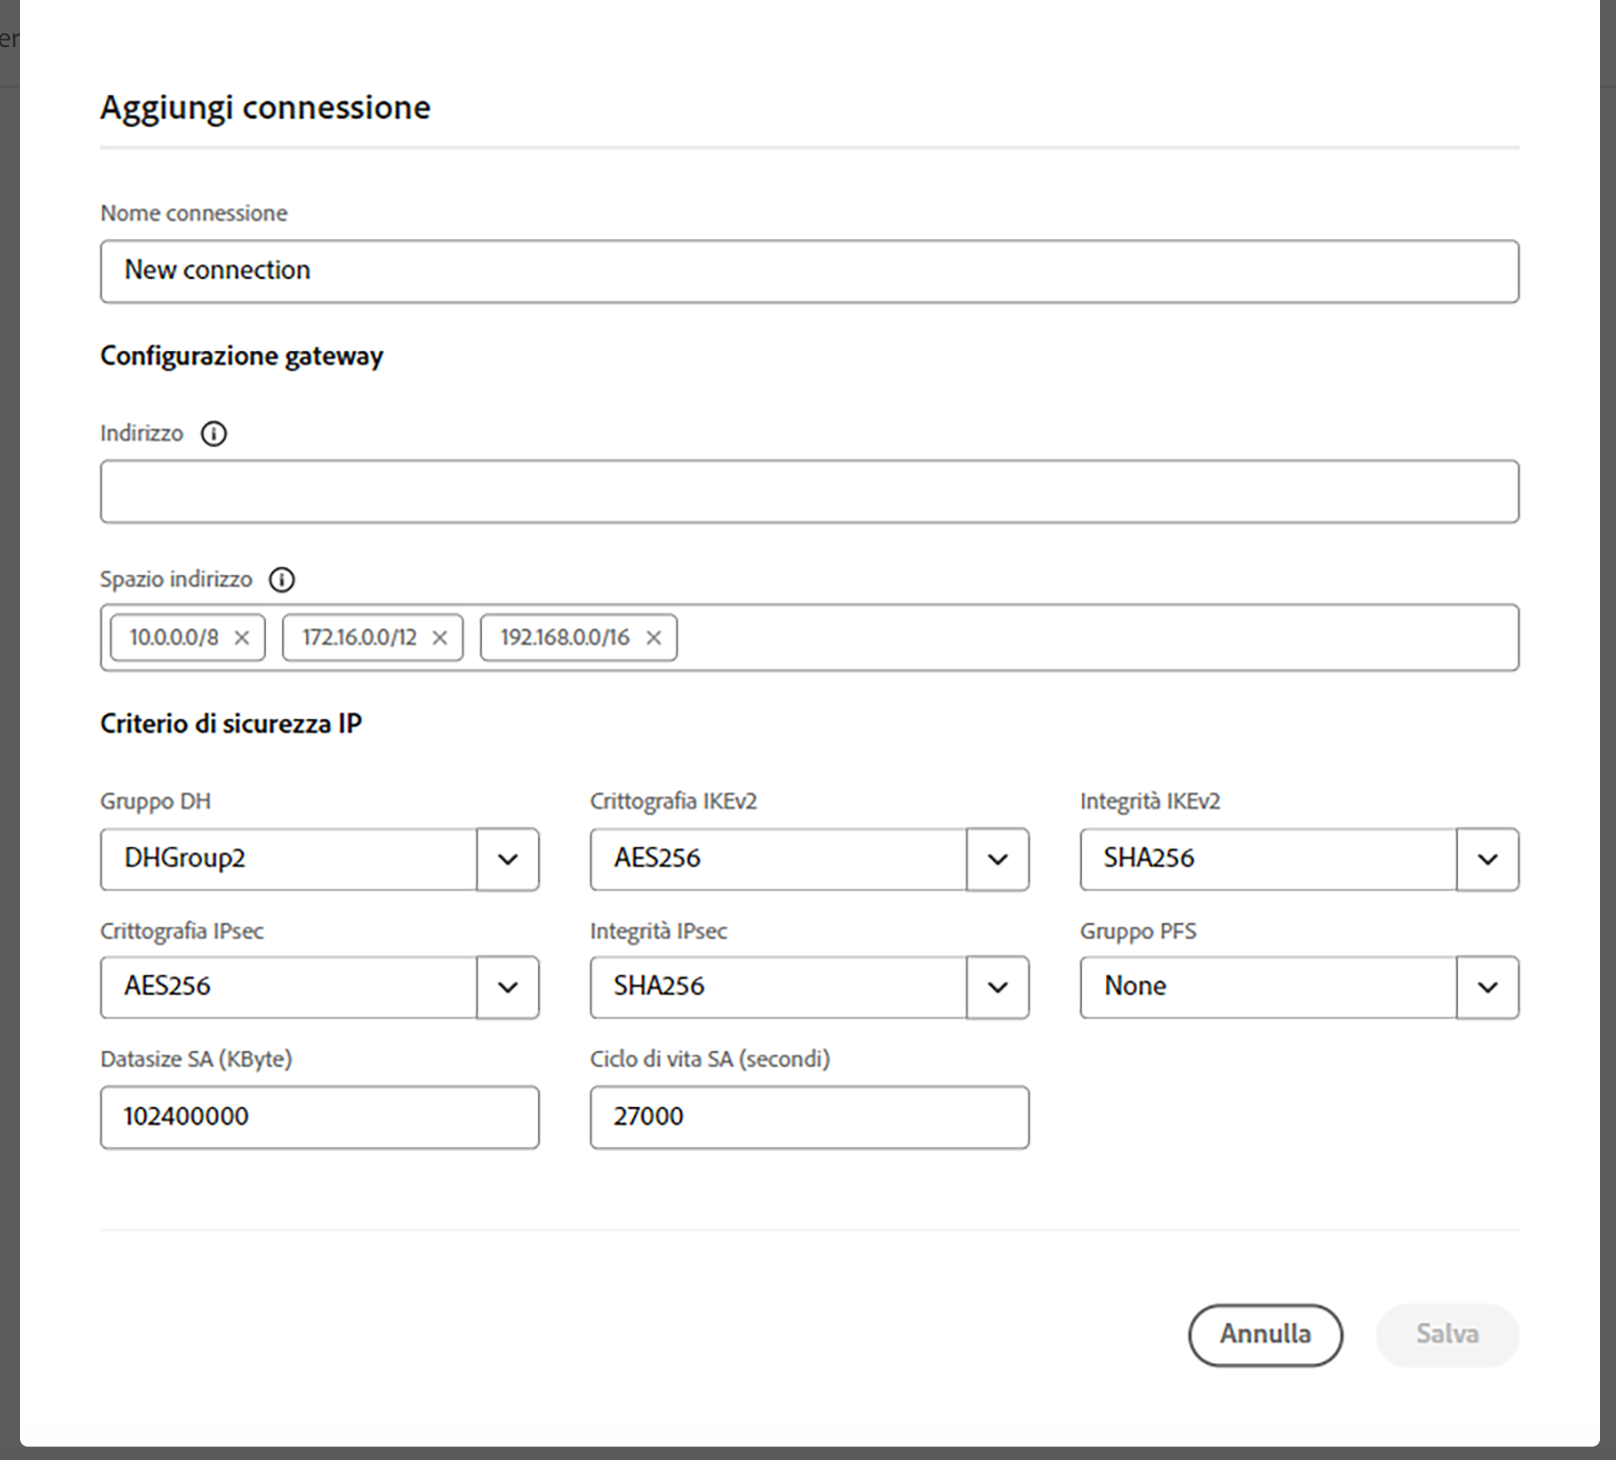 er
Aggiungi connessione
Nome connessione
New connection
Configurazione gateway
Indirizzo
Spazio indirizzo
10.0.0.0/8 172.16.0.0/12 192.168.0.0/16
Criterio di sicurezza IP
Gruppo DH Crittografia IKEv2 Integrità IKEv2
DHGroup2 AES256 SHA256
Crittografia IPsec Integrità IPsec Gruppo PFS
AES256 SHA256 None
Datasize SA (KByte) Ciclo di vita SA (secondi)
102400000 27000
Annulla Salva